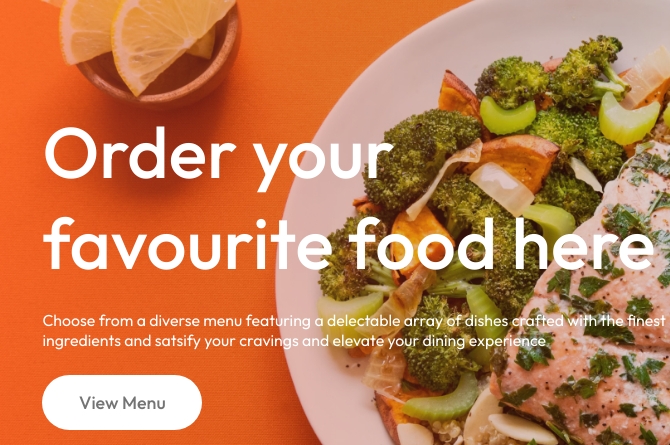 Order your
favourite food here
Choose from a diverse menu featuring a delectable array of dishes crafted with the finest
ingredients and satsify your cravings and elevate your dining experience.
View Menu